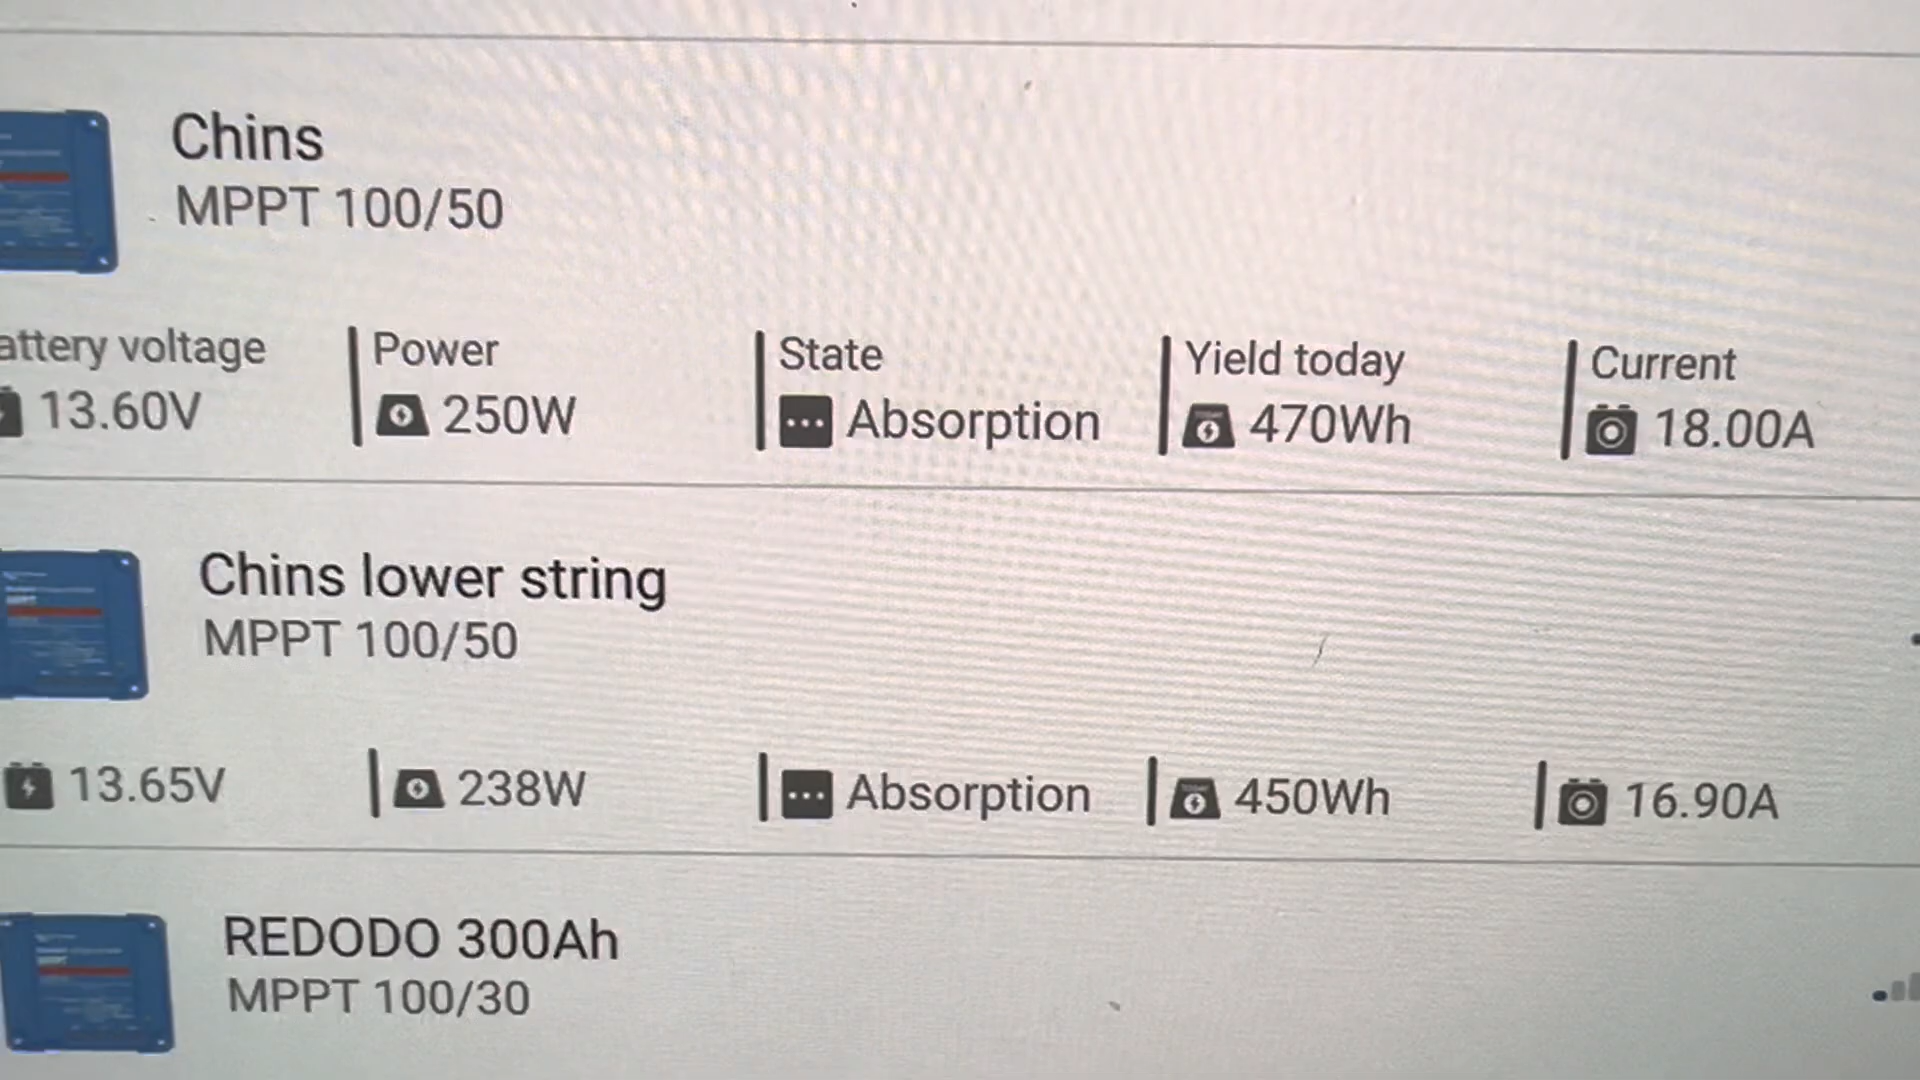 Chins
MPPT 100/50
attery voltage
Power
State
Yield today
Current
13.60V
250W
Absorption
470Wh
18.00A
Chins lower string
MPPT 100/50
13.65V
238W
Absorption
450Wh
16.90A
REDODO 300Ah
MPPT 100/30